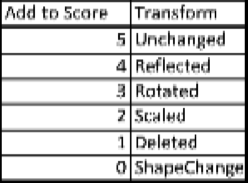 Add to Score Transform
5 Unchanged
4 Reflected
3 Rotated
2 Scaled
1 Deleted
0 ShapeChange